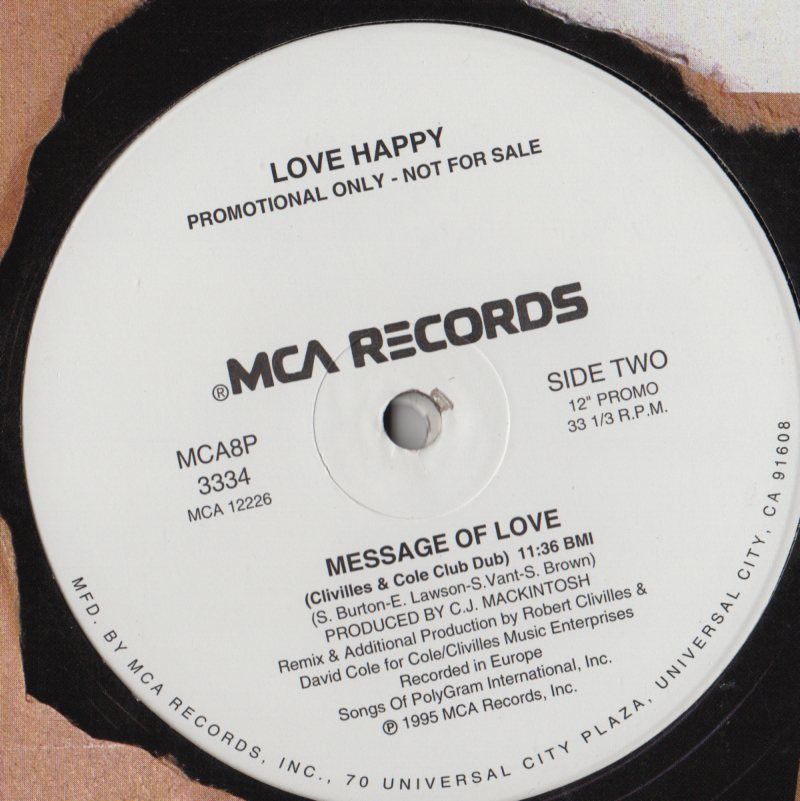 LOVE HAPPY
PROMOTIONAL ONLY - NOT FOR SALE
®MCA RECORDS
MCA8P
3334
MCA 12226
SIDE TWO
12" PROMO
33 1/3 R.P.M.
MESSAGE OF LOVE
(Clivilles & Cole Club Dub) 11:36 BMI
(S. Burton-E. Lawson-S.Vant-S. Brown)
PRODUCED BY C.J. MACKINTOSH
Remix & Additional Production by Robert Clivilles &
David Cole for Cole/Clivilles Music Enterprises
Recorded in Europe
Songs Of PolyGram International, Inc.
℗ 1995 MCA Records, Inc.
MFD. BY MCA RECORDS, INC., 70 UNIVERSAL CITY PLAZA, UNIVERSAL CITY, CA 91608